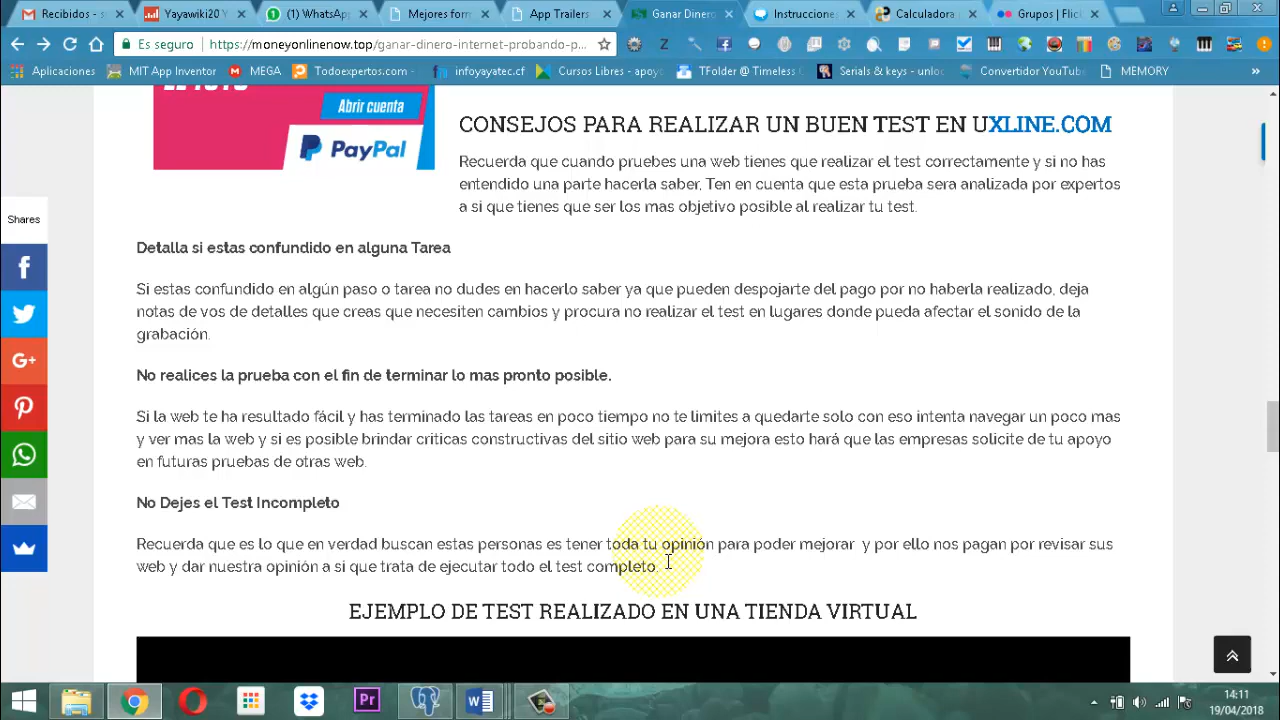 Recibidos - s
Yayawiki20 Y
(1) WhatsApp
Mejores form
App Trailers
Ganar Dinero
Instruccione
Calculadora
Grupos | Flick
Es seguro https://moneyonlinenow.top/ganar-dinero-internet-probando-p...
Aplicaciones
MIT App Inventor
MEGA
Todoexpertos.com -
infoyayatec.cf
Cursos Libres - apoy
TFolder @ Timeless
Serials & keys - unlo
Convertidor YouTub
MEMORY
»
Abrir cuenta
PayPal
Shares
CONSEJOS PARA REALIZAR UN BUEN TEST EN UXLINE.COM
Recuerda que cuando pruebes una web tienes que realizar el test correctamente y si no has
entendido una parte hacerla saber, Ten en cuenta que esta prueba sera analizada por expertos
a si que tienes que ser los mas objetivo posible al realizar tu test.
Detalla si estas confundido en alguna Tarea
Si estas confundido en algún paso o tarea no dudes en hacerlo saber ya que pueden despojarte del pago por no haberla realizado, deja
notas de vos de detalles que creas que necesiten cambios y procura no realizar el test en lugares donde pueda afectar el sonido de la
grabación.
No realices la prueba con el fin de terminar lo mas pronto posible.
Si la web te ha resultado fácil y has terminado las tareas en poco tiempo no te limites a quedarte solo con eso intenta navegar un poco mas
y ver mas la web y si es posible brindar criticas constructivas del sitio web para su mejora esto hará que las empresas solicite de tu apoyo
en futuras pruebas de otras web.
No Dejes el Test Incompleto
Recuerda que es lo que en verdad buscan estas personas es tener toda tu opinión para poder mejorar y por ello nos pagan por revisar sus
web y dar nuestra opinión a si que trata de ejecutar todo el test completo.
EJEMPLO DE TEST REALIZADO EN UNA TIENDA VIRTUAL
14:11
19/04/2018